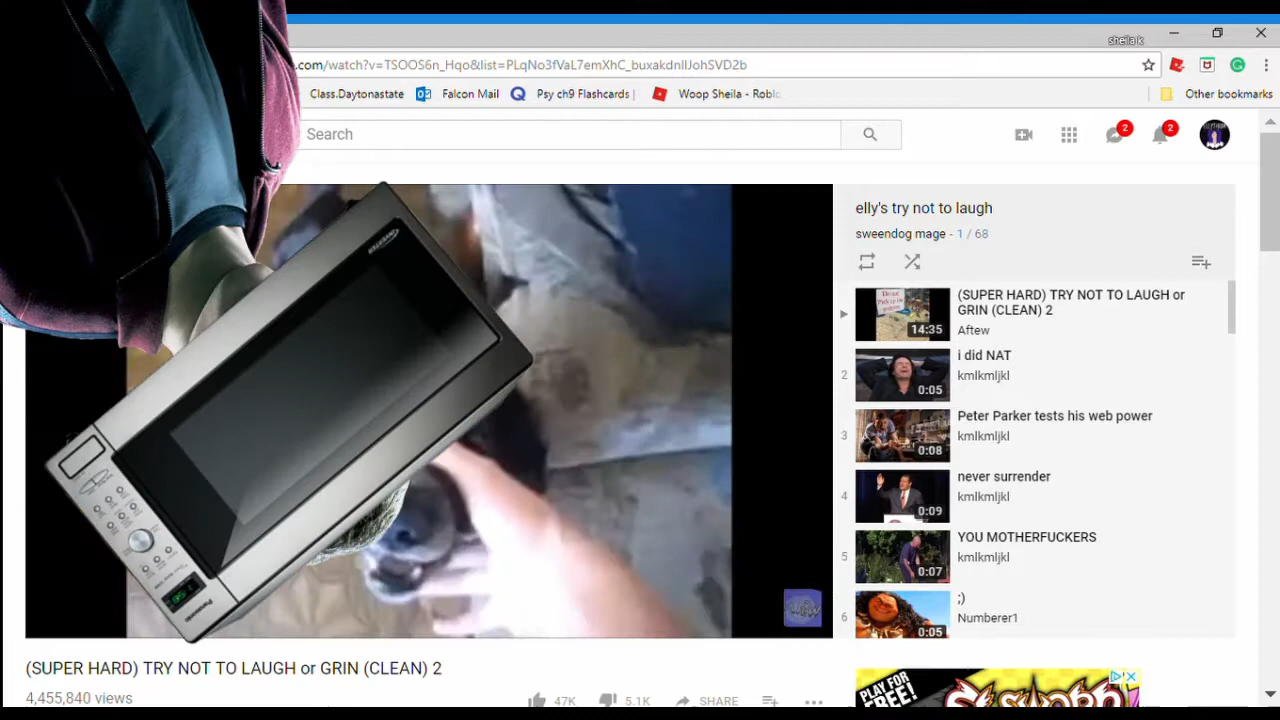 sheila k
.com/watch?v=TSOOS6n_Hqo&list=PLqNo3fVaL7emXhC_buxakdnIIJohSVD2b
Class.Daytonastate Falcon Mail Psy ch9 Flashcards | Woop Sheila - Roblo Other bookmarks
Search
2 2
elly's try not to laugh
sweendog mage - 1 / 68
(SUPER HARD) TRY NOT TO LAUGH or
GRIN (CLEAN) 2
Aftew
14:35
2
i did NAT
kmlkmljkl
0:05
3
Peter Parker tests his web power
kmlkmljkl
0:08
4
never surrender
kmlkmljkl
0:09
5
YOU MOTHERFUCKERS
kmlkmljkl
0:07
6
;)
Numberer1
0:05
INVERTER
Panasonic
(SUPER HARD) TRY NOT TO LAUGH or GRIN (CLEAN) 2
4,455,840 views
47K 5.1K SHARE
PLAY FOR
FREE!